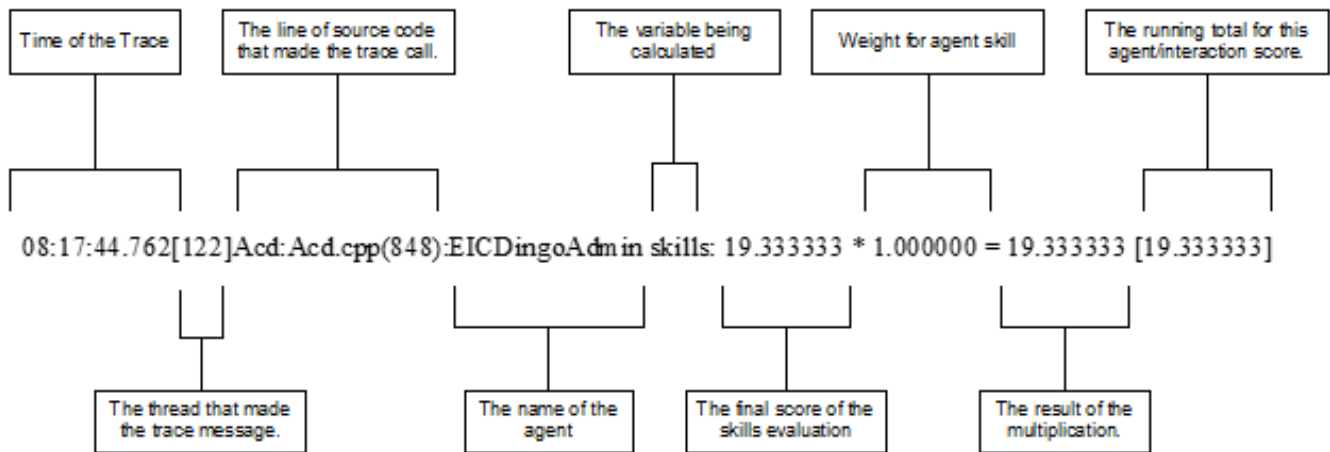 Time of the Trace
The line of source code
that made the trace call.
The variable being
calculated
Weight for agent skill
The running total for this
agent/interaction score.
08:17:44.762[122]Acd:Acd.cpp(848):EICDingoAdmin skills: 19.333333 * 1.000000 = 19.333333 [19.333333]
The thread that made
the trace message.
The name of the
agent
The final score of the
skills evaluation
The result of the
multiplication.